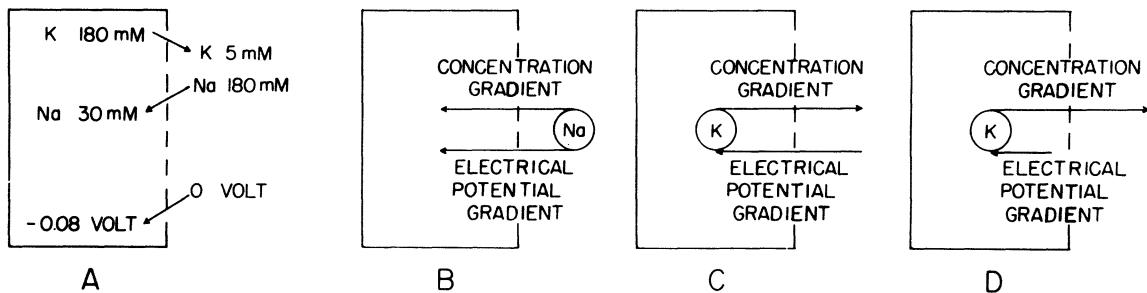 K 180 mM
K 5 mM
Na 180 mM
Na 30 mM
0 VOLT
-0.08 VOLT
A
CONCENTRATION
GRADIENT
Na
ELECTRICAL
POTENTIAL
GRADIENT
B
CONCENTRATION
GRADIENT
K
ELECTRICAL
POTENTIAL
GRADIENT
C
CONCENTRATION
GRADIENT
K
ELECTRICAL
POTENTIAL
GRADIENT
D